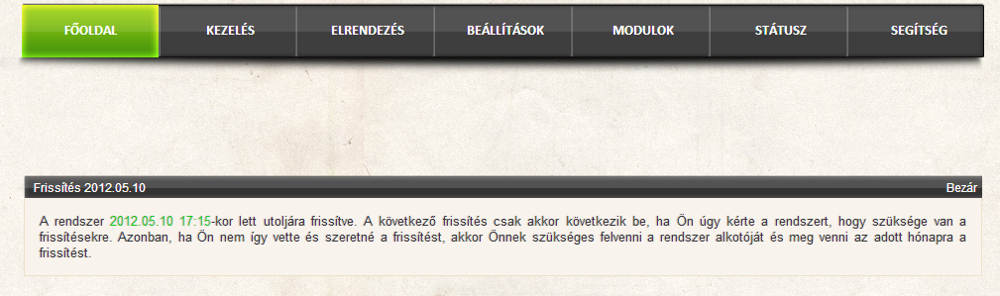 FŐOLDAL KEZELÉS ELRENDEZÉS BEÁLLÍTÁSOK MODULOK STÁTUSZ SEGÍTSÉG
Frissítés 2012.05.10 Bezár
A rendszer 2012.05.10 17:15-kor lett utoljára frissítve. A következő frissítés csak akkor következik be, ha Ön úgy kérte a rendszert, hogy szüksége van a
frissítésekre. Azonban, ha Ön nem így vette és szeretné a frissítést, akkor Önnek szükséges felvenni a rendszer alkotóját és meg venni az adott hónapra a
frissítést.